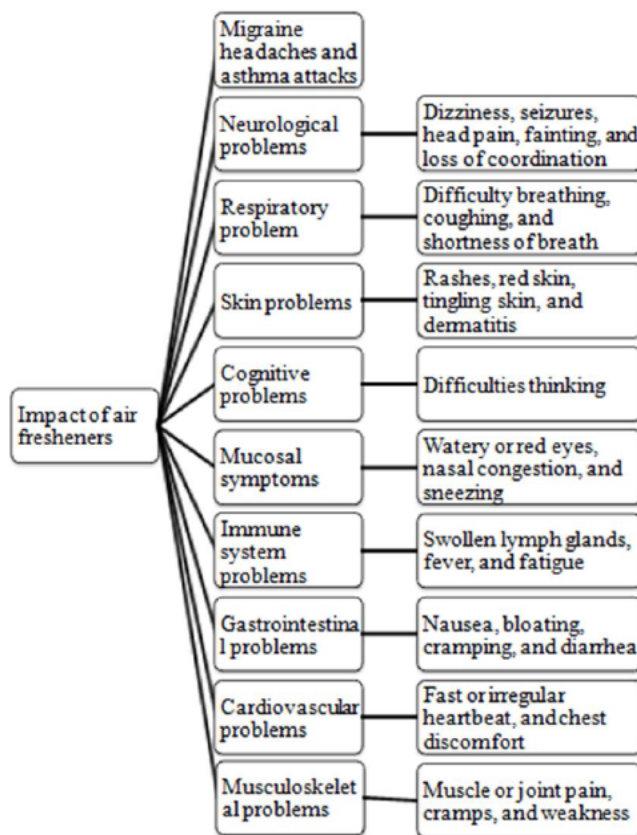 Migraine
headaches and
asthma attacks
Neurological
problems
Dizziness, seizures,
head pain, fainting, and
loss of coordination
Respiratory
problem
Difficulty breathing,
coughing, and
shortness of breath
Skin problems
Rashes, red skin,
tingling skin, and
dermatitis
Cognitive
problems
Difficulties thinking
Impact of air
fresheners
Mucosal
symptoms
Watery or red eyes,
nasal congestion, and
sneezing
Immune
system
problems
Swollen lymph glands,
fever, and fatigue
Gastrointestina
l problems
Nausea, bloating,
cramping, and diarrhea
Cardiovascular
problems
Fast or irregular
heartbeat, and chest
discomfort
Musculoskelet
al problems
Muscle or joint pain,
cramps, and weakness